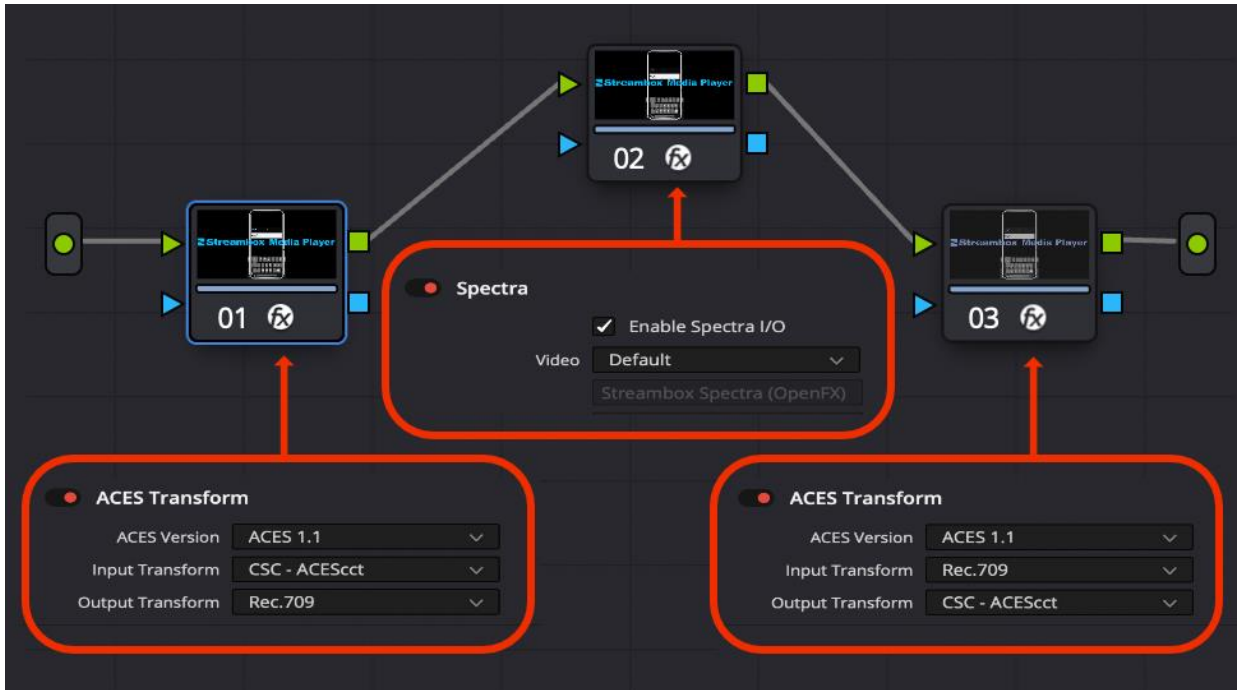 Streambox Media Player
02
Streambox Media Player
01
Spectra
Enable Spectra I/O
Video Default
Streambox Spectra (OpenFX)
Streambox Media Player
03
ACES Transform
ACES Version ACES 1.1
Input Transform CSC - ACEScct
Output Transform Rec.709
ACES Transform
ACES Version ACES 1.1
Input Transform Rec.709
Output Transform CSC - ACEScct